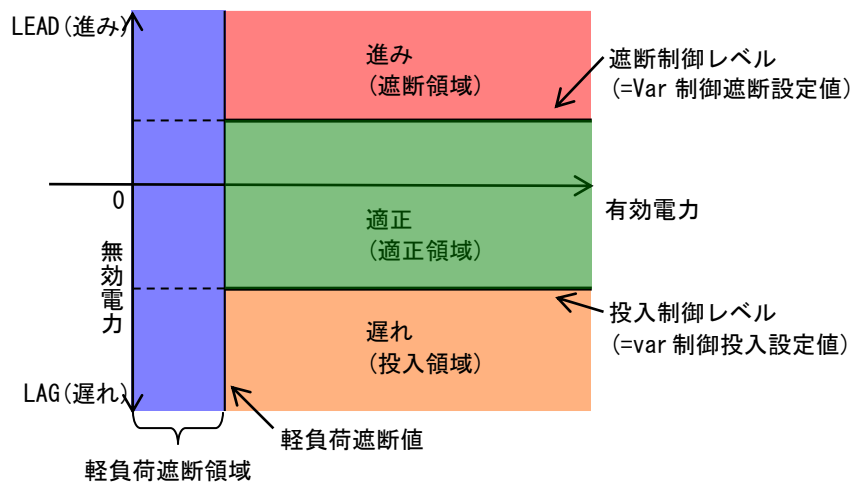 LEAD(進み)
進み
(遮断領域)
遮断制御レベル
(=Var 制御遮断設定値)
0
有効電力
無効電力
適正
(適正領域)
投入制御レベル
(=var 制御投入設定値)
遅れ
(投入領域)
LAG(遅れ)
軽負荷遮断値
軽負荷遮断領域